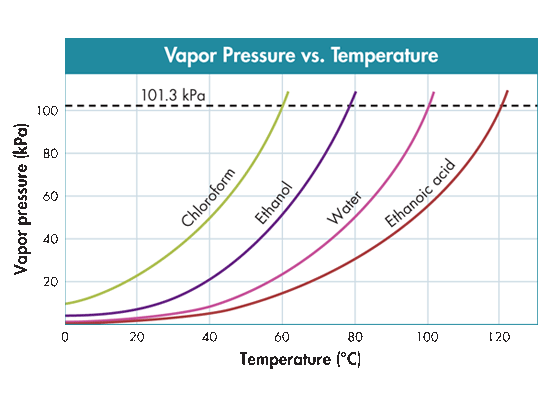 Vapor Pressure vs. Temperature
101.3 kPa
Vapor pressure (kPa)
100
80
60
40
20
Chloroform
Ethanol
Water
Ethanoic acid
0 20 40 60 80 100 120
Temperature (°C)